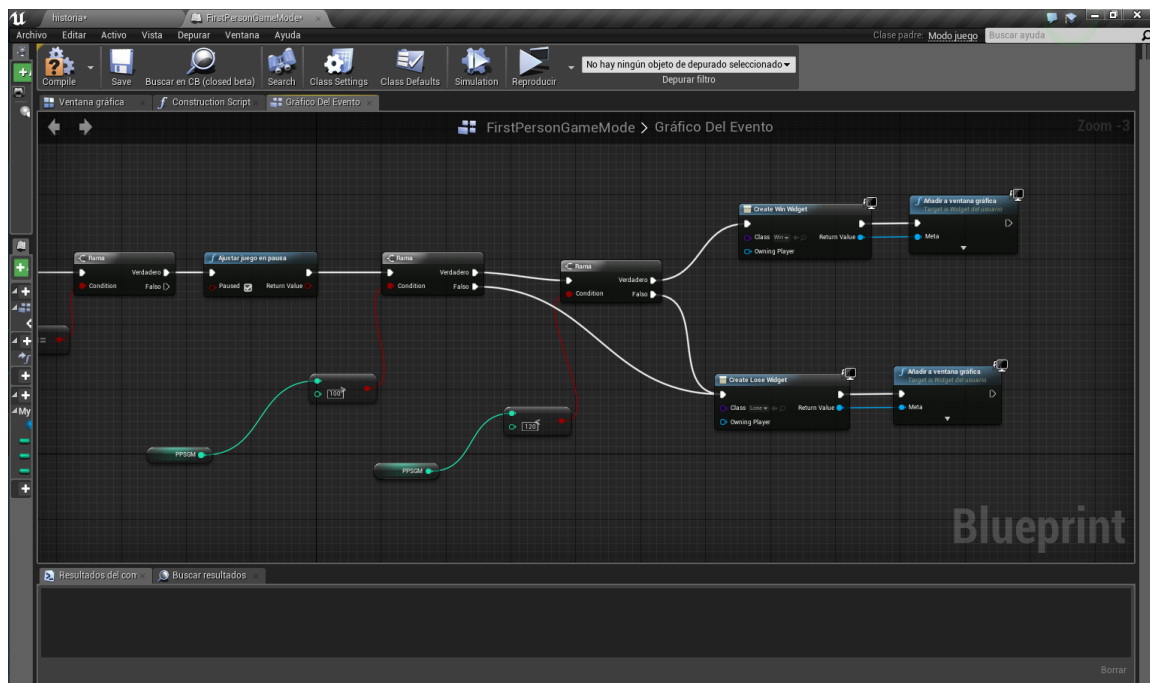 historia*
FirstPersonGameMode*
Archivo Editar Activo Vista Depurar Ventana Ayuda
Clase padre: Modo juego
Buscar ayuda
Compile
Save
Buscar en CB (closed beta)
Search
Class Settings
Class Defaults
Simulation
Reproducir
No hay ningún objeto de depurado seleccionado
Depurar filtro
Ventana gráfica
Construction Script
Gráfico Del Evento
FirstPersonGameMode > Gráfico Del Evento
Zoom -3
Create Win Widget
Class Win
Return Value
Owning Player
Añadir a ventana gráfica
Target is Widget del usuario
Meta
Rama
Verdadero
Condition
Falso
Ajustar juego en pausa
Paused
Return Value
Rama
Verdadero
Condition
Falso
Rama
Verdadero
Condition
Falso
My
100
>
120
<
PPSGM
PPSGM
Create Lose Widget
Class Lose
Return Value
Owning Player
Añadir a ventana gráfica
Target is Widget del usuario
Meta
Blueprint
Resultados del com
Buscar resultados
Borrar